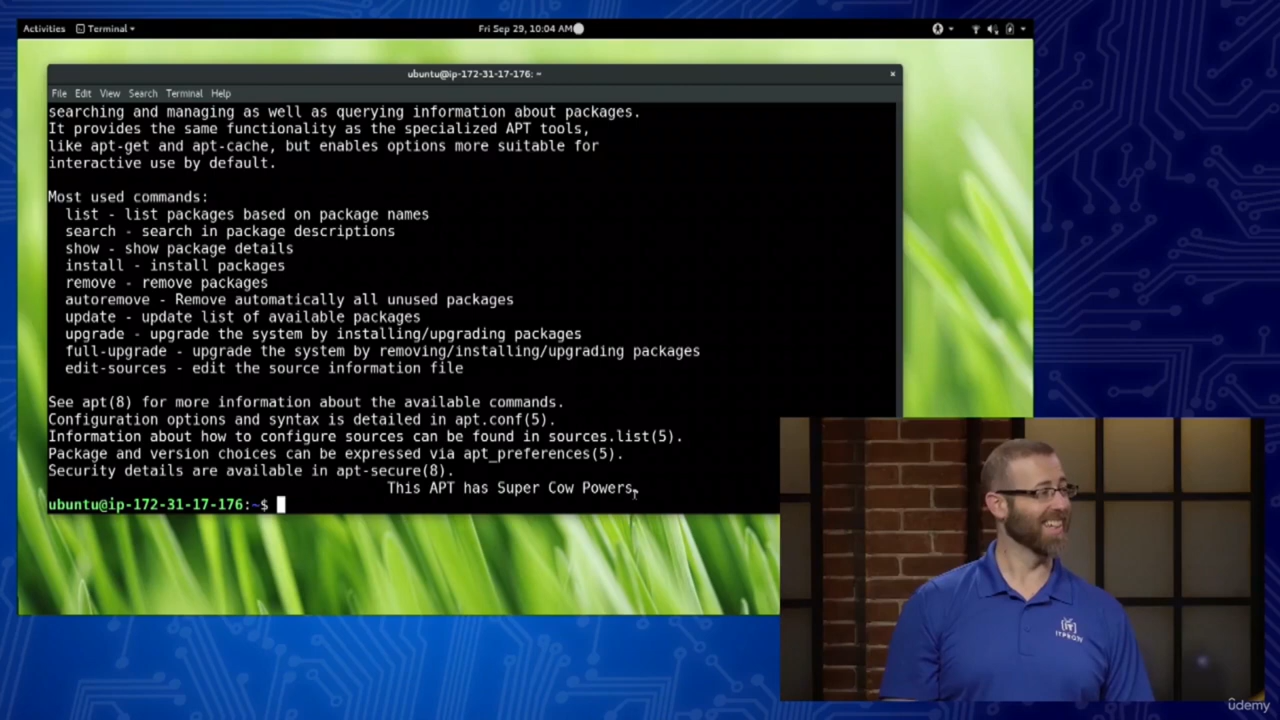 Activities Terminal Fri Sep 29, 10:04 AM
ubuntu@ip-172-31-17-176: ~ ×
File Edit View Search Terminal Help
searching and managing as well as querying information about packages.
It provides the same functionality as the specialized APT tools,
like apt-get and apt-cache, but enables options more suitable for
interactive use by default.
Most used commands:
list - list packages based on package names
search - search in package descriptions
show - show package details
install - install packages
remove - remove packages
autoremove - Remove automatically all unused packages
update - update list of available packages
upgrade - upgrade the system by installing/upgrading packages
full-upgrade - upgrade the system by removing/installing/upgrading packages
edit-sources - edit the source information file
See apt(8) for more information about the available commands.
Configuration options and syntax is detailed in apt.conf(5).
Information about how to configure sources can be found in sources.list(5).
Package and version choices can be expressed via apt_preferences(5).
Security details are available in apt-secure(8).
This APT has Super Cow Powers.
ubuntu@ip-172-31-17-176:~$
ITPROTV
udemy